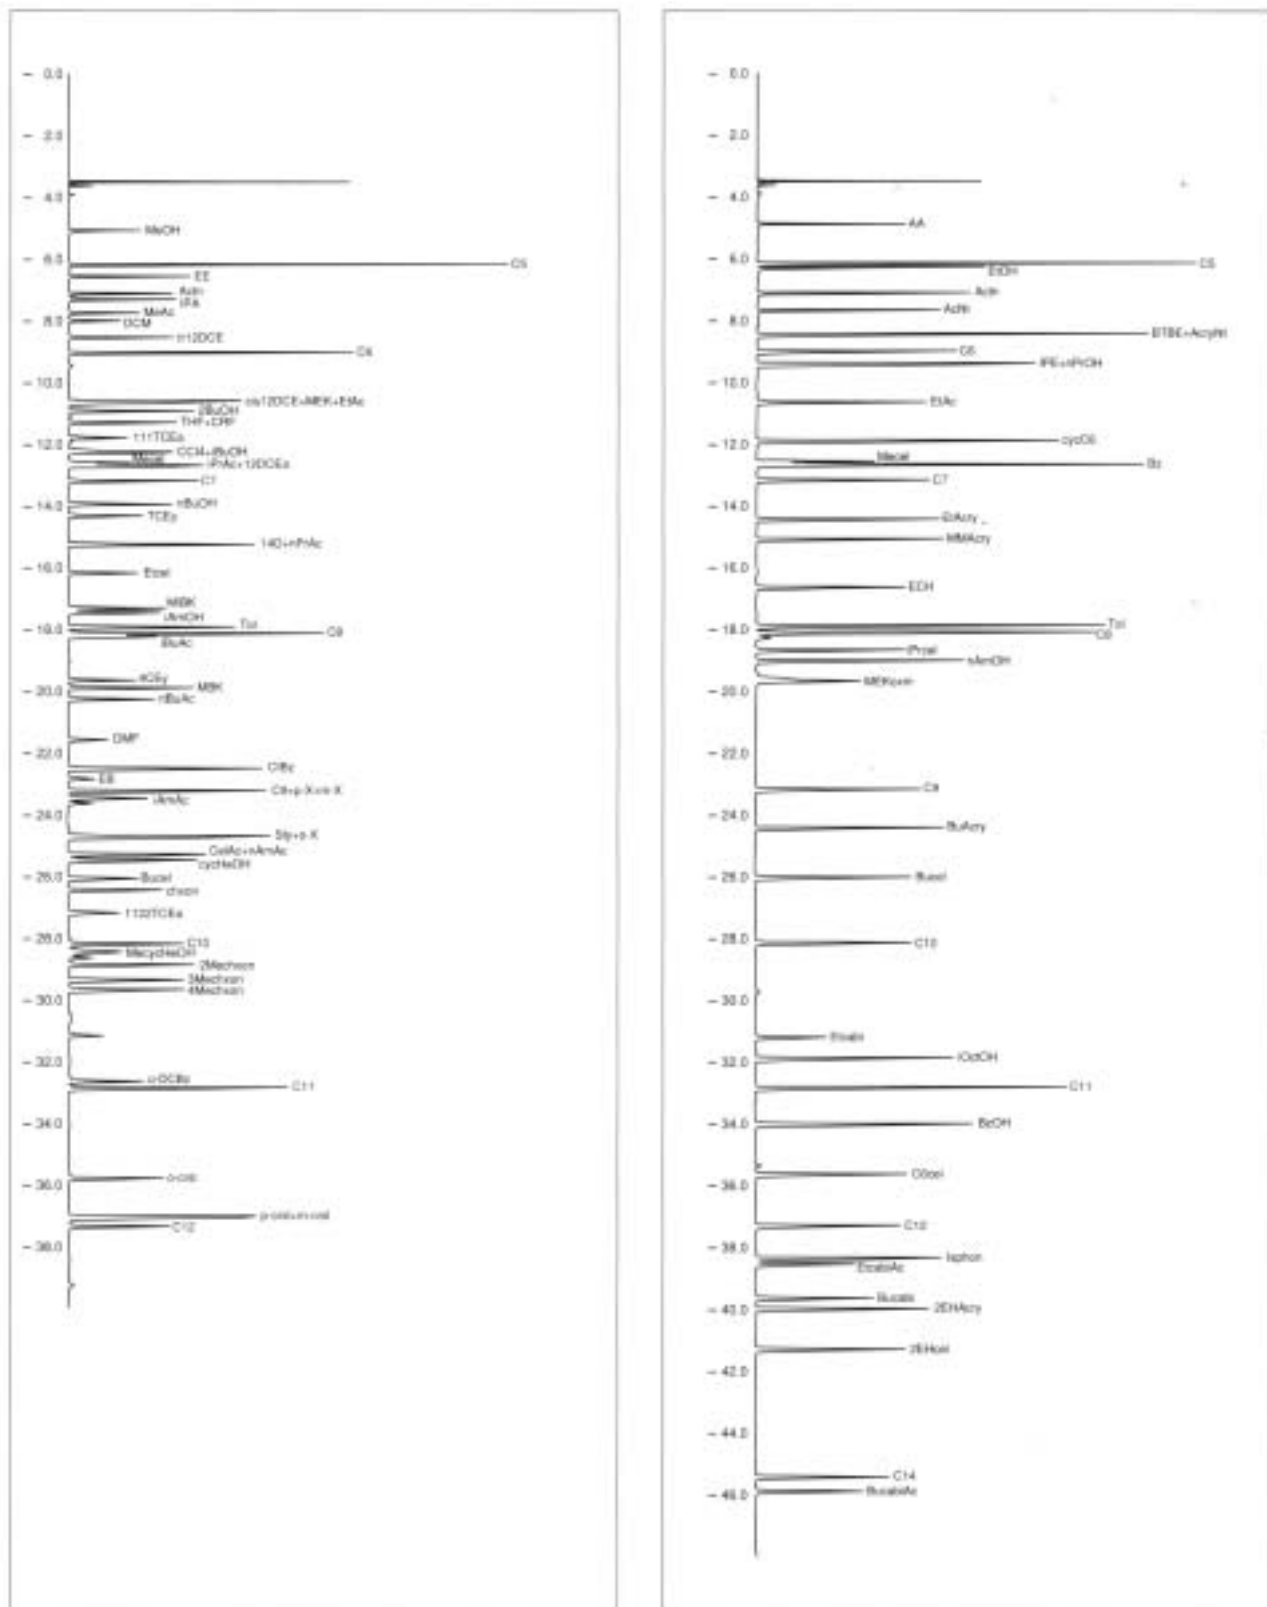 - 0.0
- 2.0
- 4.0
MeOH
- 6.0
C5
EE
Actn
IPA
MeAc
- 8.0
DCM
tr12DCE
C6
- 10.0
cis12DCE+MEK+EtAc
2BuOH
THF+CRF
111TCEa
- 12.0
CCl4+iBuOH
Mecel
iPrAc+12DCEa
C7
- 14.0
nBuOH
TCEy
14D+nPrAc
- 16.0
Etcel
MIBK
iAmOH
- 18.0
Tol
C8
iBuAc
4CEy
- 20.0
MBK
nBuAc
DMF
- 22.0
ClBz
EB
C9+p-X+m-X
- 24.0
iAmAc
Sty+o-X
CelAc+nAmAc
cycHeOH
- 26.0
Bucel
chxon
1122TCEa
- 28.0
C10
MecycHeOH
2Mechxon
3Mechxon
4Mechxon
- 30.0
- 32.0
o-DCBz
C11
- 34.0
o-cres
- 36.0
C12
- 38.0
- 0.0
- 2.0
- 4.0
AA
- 6.0
C5
EtOH
Actn
AcNt
- 8.0
BTBE+AcryNt
C6
IPE+nPrOH
- 10.0
EtAc
- 12.0
cycC6
Mecel
Bz
C7
- 14.0
EtAcry
MMAcry
- 16.0
ECH
- 18.0
Tol
C8
iPrcel
nAmOH
- 20.0
MEKoxm
- 22.0
C9
- 24.0
BuAcry
- 26.0
Bucel
- 28.0
C10
- 30.0
Etcabi
- 32.0
iOctOH
C11
- 34.0
BzOH
- 36.0
C6cel
C12
- 38.0
Isphon
EtcabiAc
Bucabi
- 40.0
2EHAcry
2EHcel
- 42.0
- 44.0
C14
- 46.0
BucabiAc